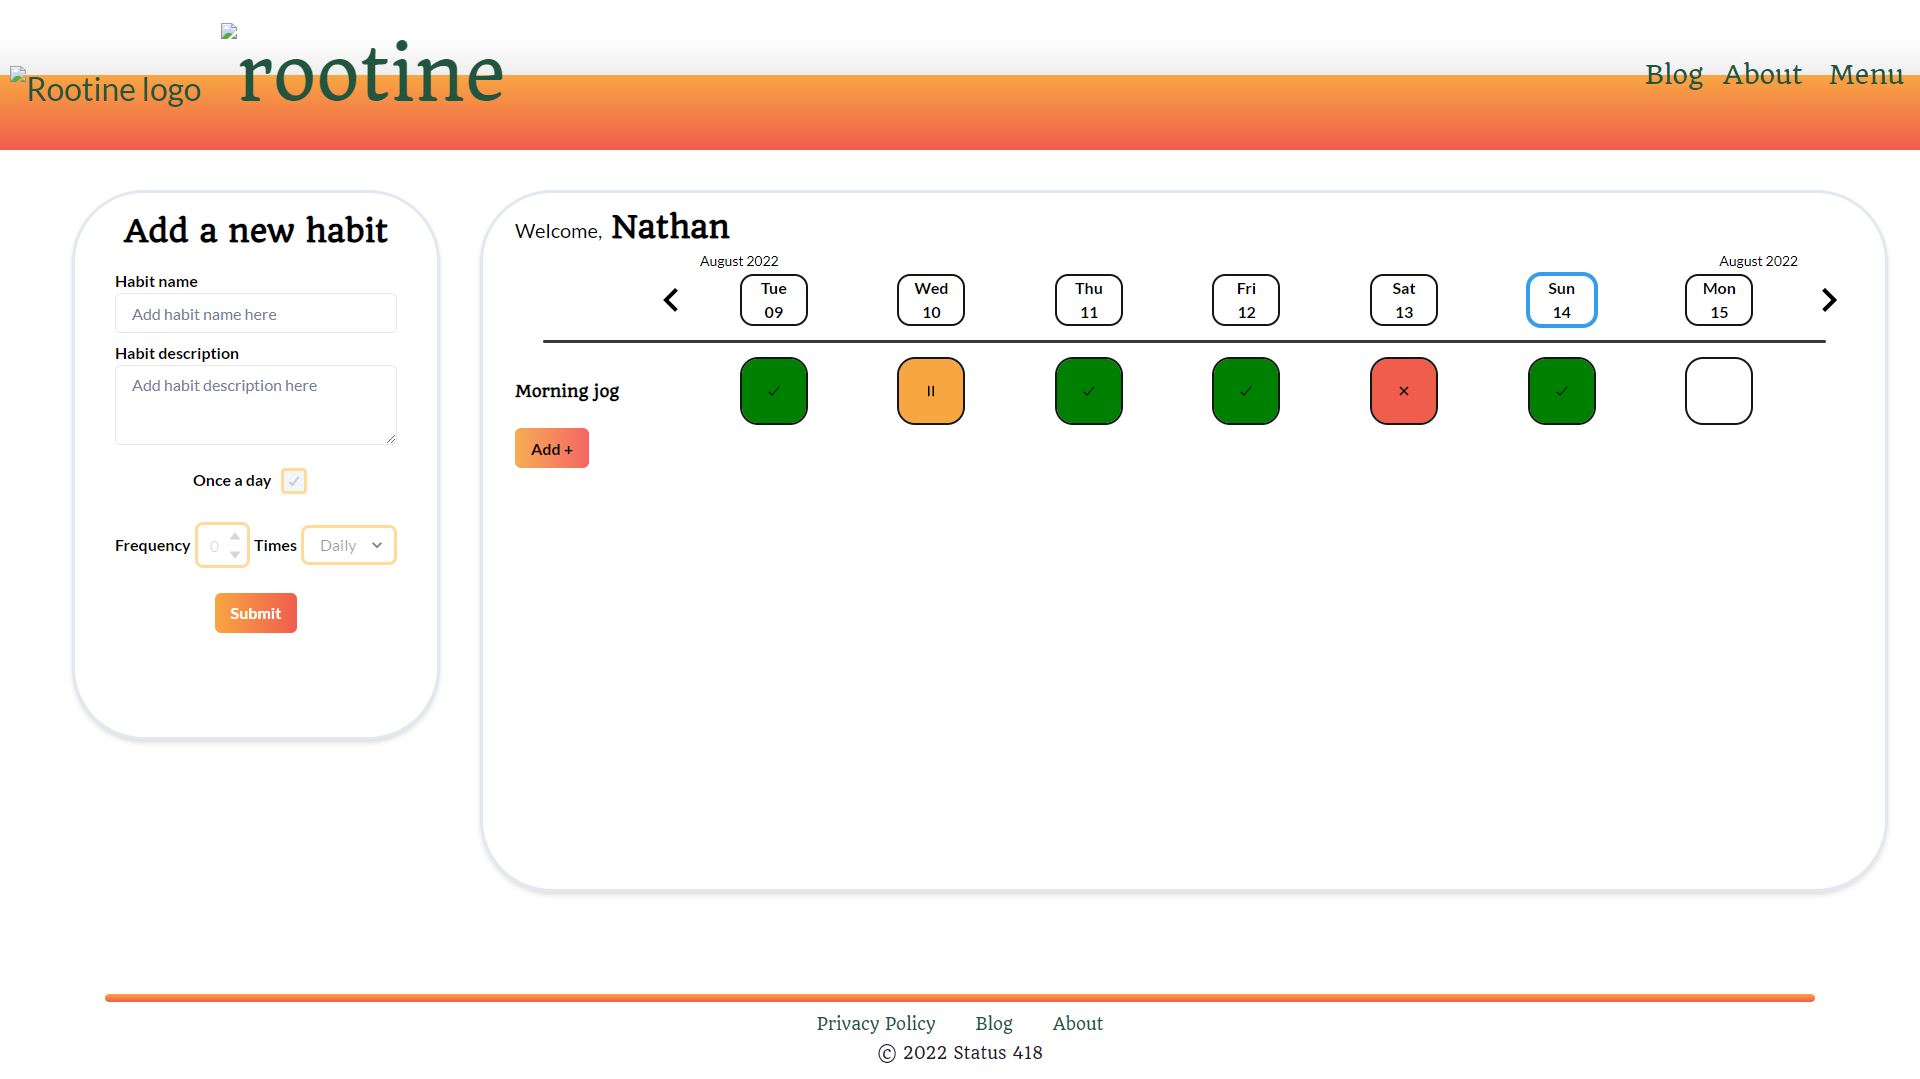 Rootine logo
rootine
Blog About Menu
Add a new habit
Habit name
Add habit name here
Habit description
Add habit description here
Once a day
Frequency 0 Times Daily
Submit
Welcome, Nathan
August 2022 August 2022
Tue Wed Thu Fri Sat Sun Mon
09 10 11 12 13 14 15
Morning jog
Add +
Privacy Policy Blog About
© 2022 Status 418